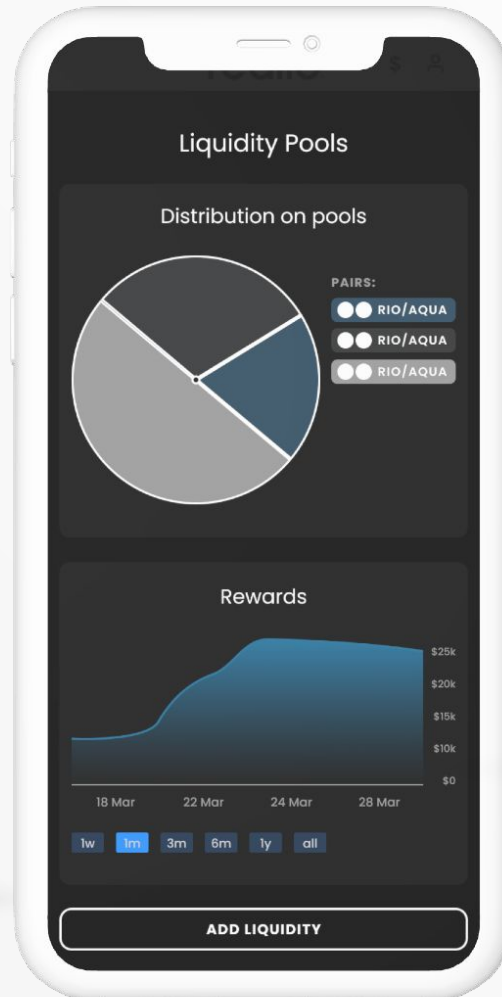 $
Liquidity Pools
Distribution on pools
PAIRS:
RIO/AQUA
RIO/AQUA
RIO/AQUA
Rewards
$25k
$20k
$15k
$10k
$0
18 Mar 22 Mar 24 Mar 28 Mar
1w 1m 3m 6m 1y all
ADD LIQUIDITY